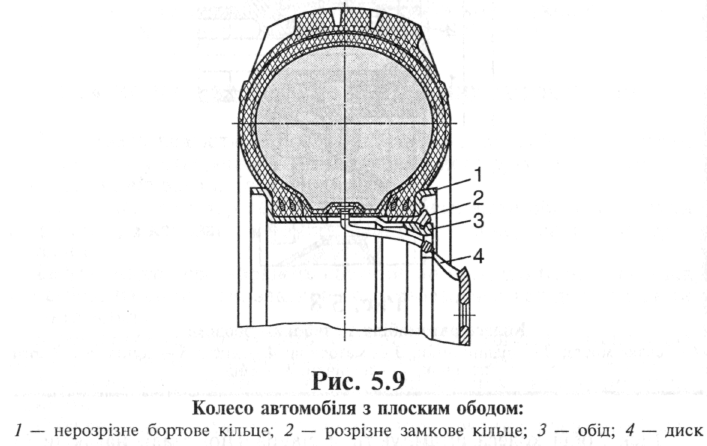 1
2
3
4
Рис. 5.9
Колесо автомобіля з плоским ободом:
1 — нерозрізне бортове кільце; 2 — розрізне замкове кільце; 3 — обід; 4 — диск